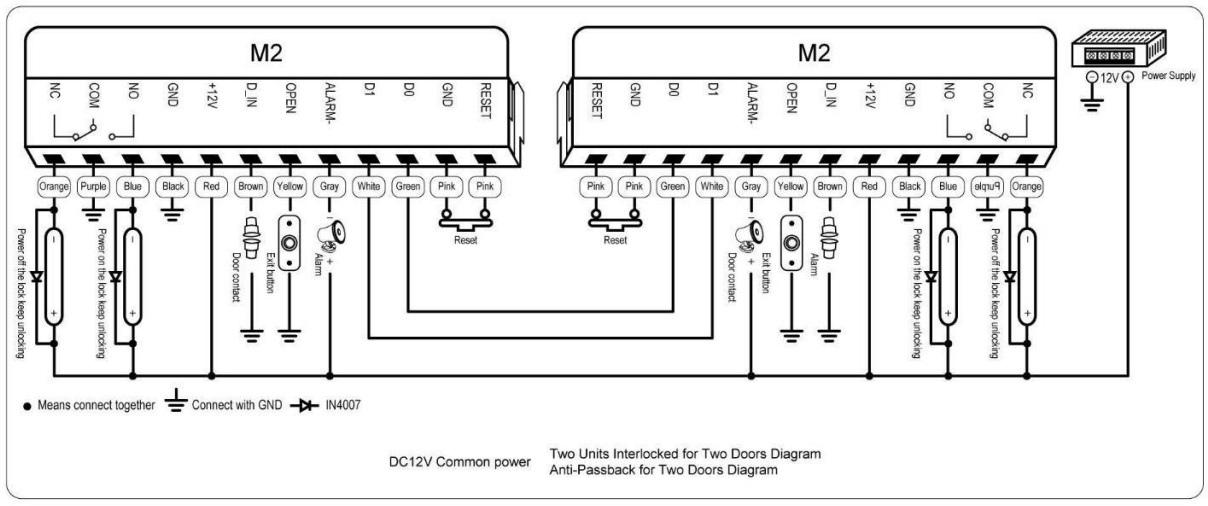 M2
M2
12V Power Supply
NC COM NO GND +12V D_IN OPEN ALARM- D1 D0 GND RESET
RESET GND D0 D1 ALARM- OPEN D_IN +12V GND NO COM NC
Orange Purple Blue Black Red Brown Yellow Gray White Green Pink Pink
Pink Pink Green White Gray Yellow Brown Red Black Blue Purple Orange
Power off the lock keep unlocking
Power on the lock keep unlocking
Door contact
Exit button
Alarm
Reset
Reset
Door contact
Exit button
Alarm
Power on the lock keep unlocking
Power off the lock keep unlocking
Means connect together Connect with GND IN4007
DC12V Common power
Two Units Interlocked for Two Doors Diagram
Anti-Passback for Two Doors Diagram